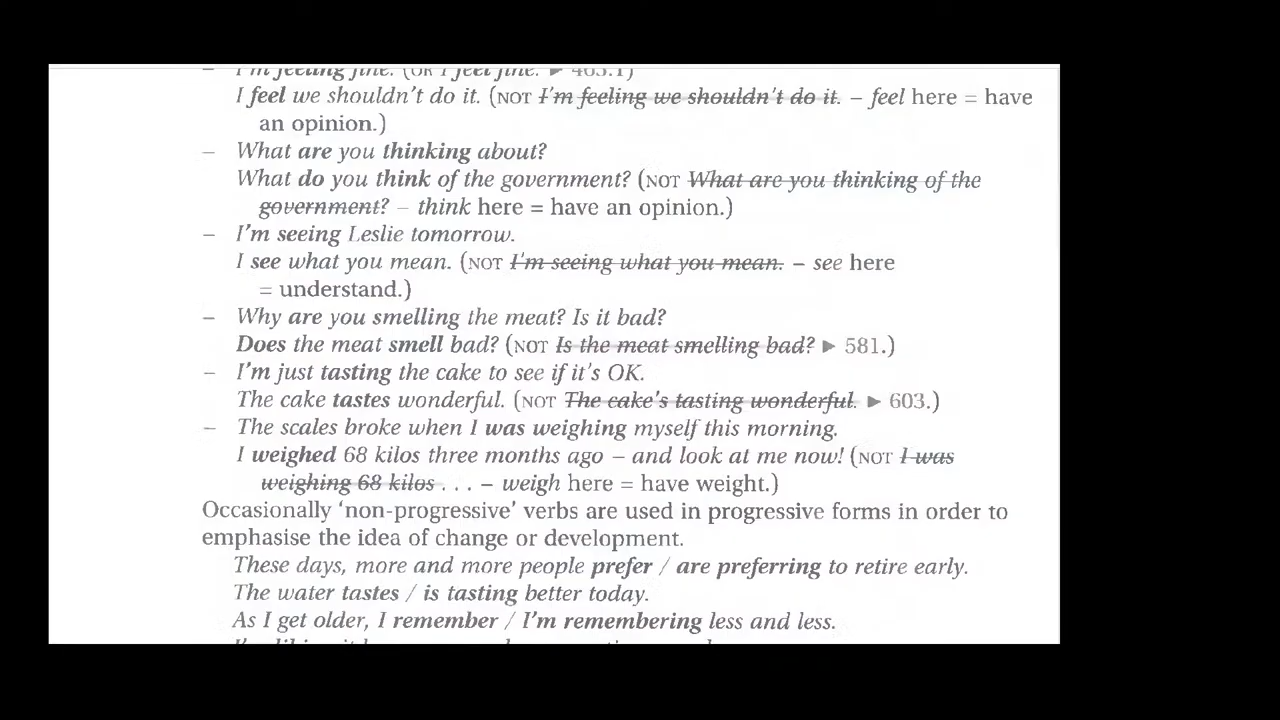 – I'm feeling fine. (OR I feel fine. ► 465.1)
I feel we shouldn't do it. (NOT I'm feeling we shouldn't do it. – feel here = have
an opinion.)
– What are you thinking about?
What do you think of the government? (NOT What are you thinking of the
government? – think here = have an opinion.)
– I'm seeing Leslie tomorrow.
I see what you mean. (NOT I'm seeing what you mean. – see here
= understand.)
– Why are you smelling the meat? Is it bad?
Does the meat smell bad? (NOT Is the meat smelling bad? ► 581.)
– I'm just tasting the cake to see if it's OK.
The cake tastes wonderful. (NOT The cake's tasting wonderful. ► 603.)
– The scales broke when I was weighing myself this morning.
I weighed 68 kilos three months ago – and look at me now! (NOT I was
weighing 68 kilos . . . – weigh here = have weight.)
Occasionally 'non-progressive' verbs are used in progressive forms in order to
emphasise the idea of change or development.
These days, more and more people prefer / are preferring to retire early.
The water tastes / is tasting better today.
As I get older, I remember / I'm remembering less and less.